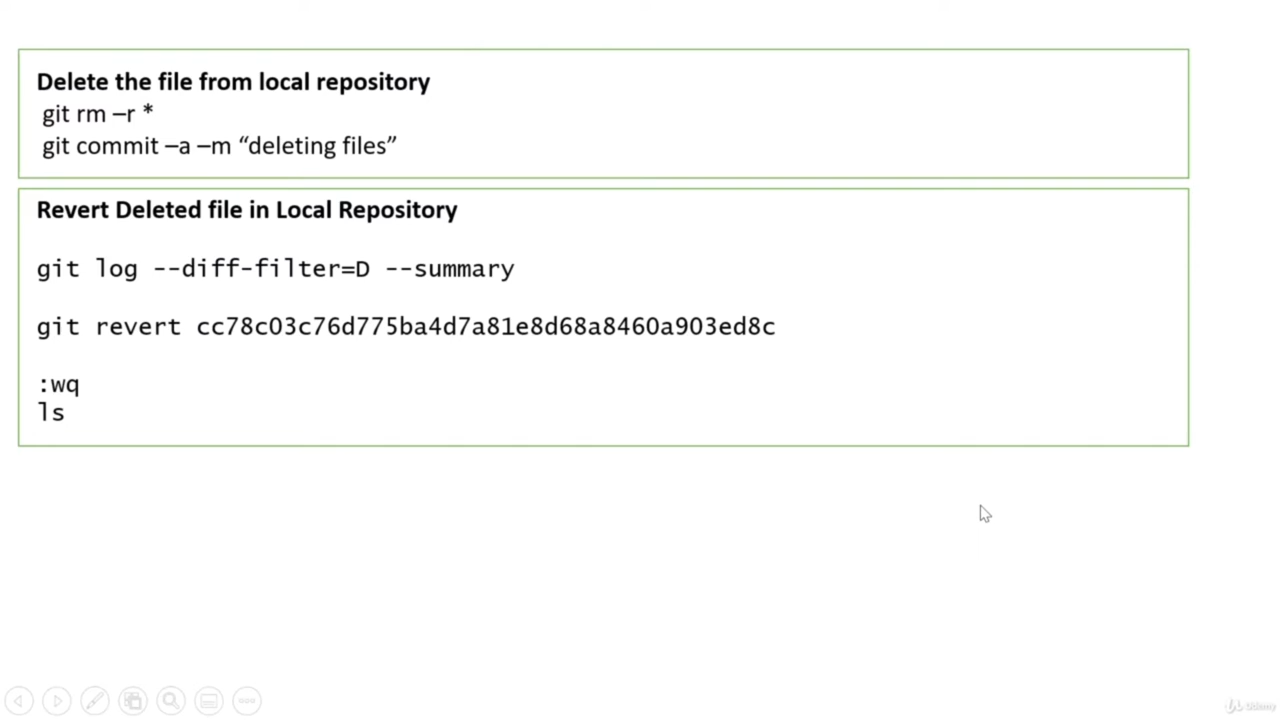 Delete the file from local repository
git rm –r *
git commit –a –m “deleting files”
Revert Deleted file in Local Repository
git log --diff-filter=D --summary
git revert cc78c03c76d775ba4d7a81e8d68a8460a903ed8c
:wq
ls
Udemy